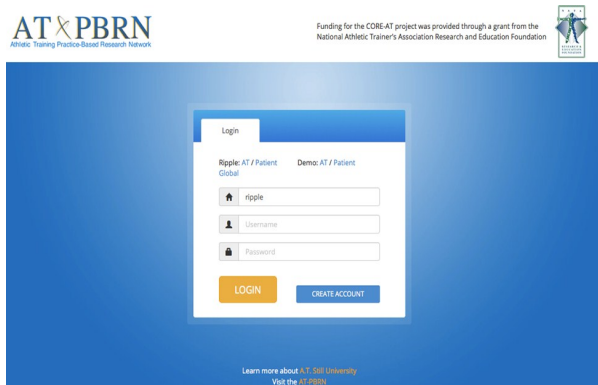 AT PBRN
Athletic Training Practice-Based Research Network
Funding for the CORE-AT project was provided through a grant from the
National Athletic Trainer's Association Research and Education Foundation
Login
Ripple: AT / Patient Demo: AT / Patient
Global
ripple
Username
Password
LOGIN
CREATE ACCOUNT
Learn more about A.T. Still University
Visit the AT-PBRN